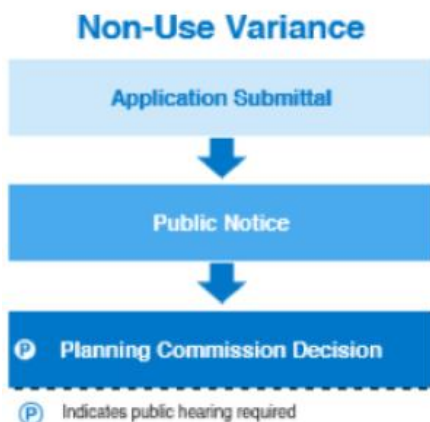 Non-Use Variance
Application Submittal
Public Notice
P Planning Commission Decision
P Indicates public hearing required